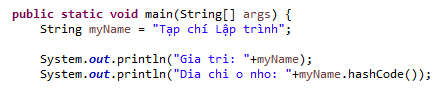 public static void main(String[] args) {
String myName = "Tạp chí Lập trình";
System.out.println("Gia tri: "+myName);
System.out.println("Dia chi o nho: "+myName.hashCode());